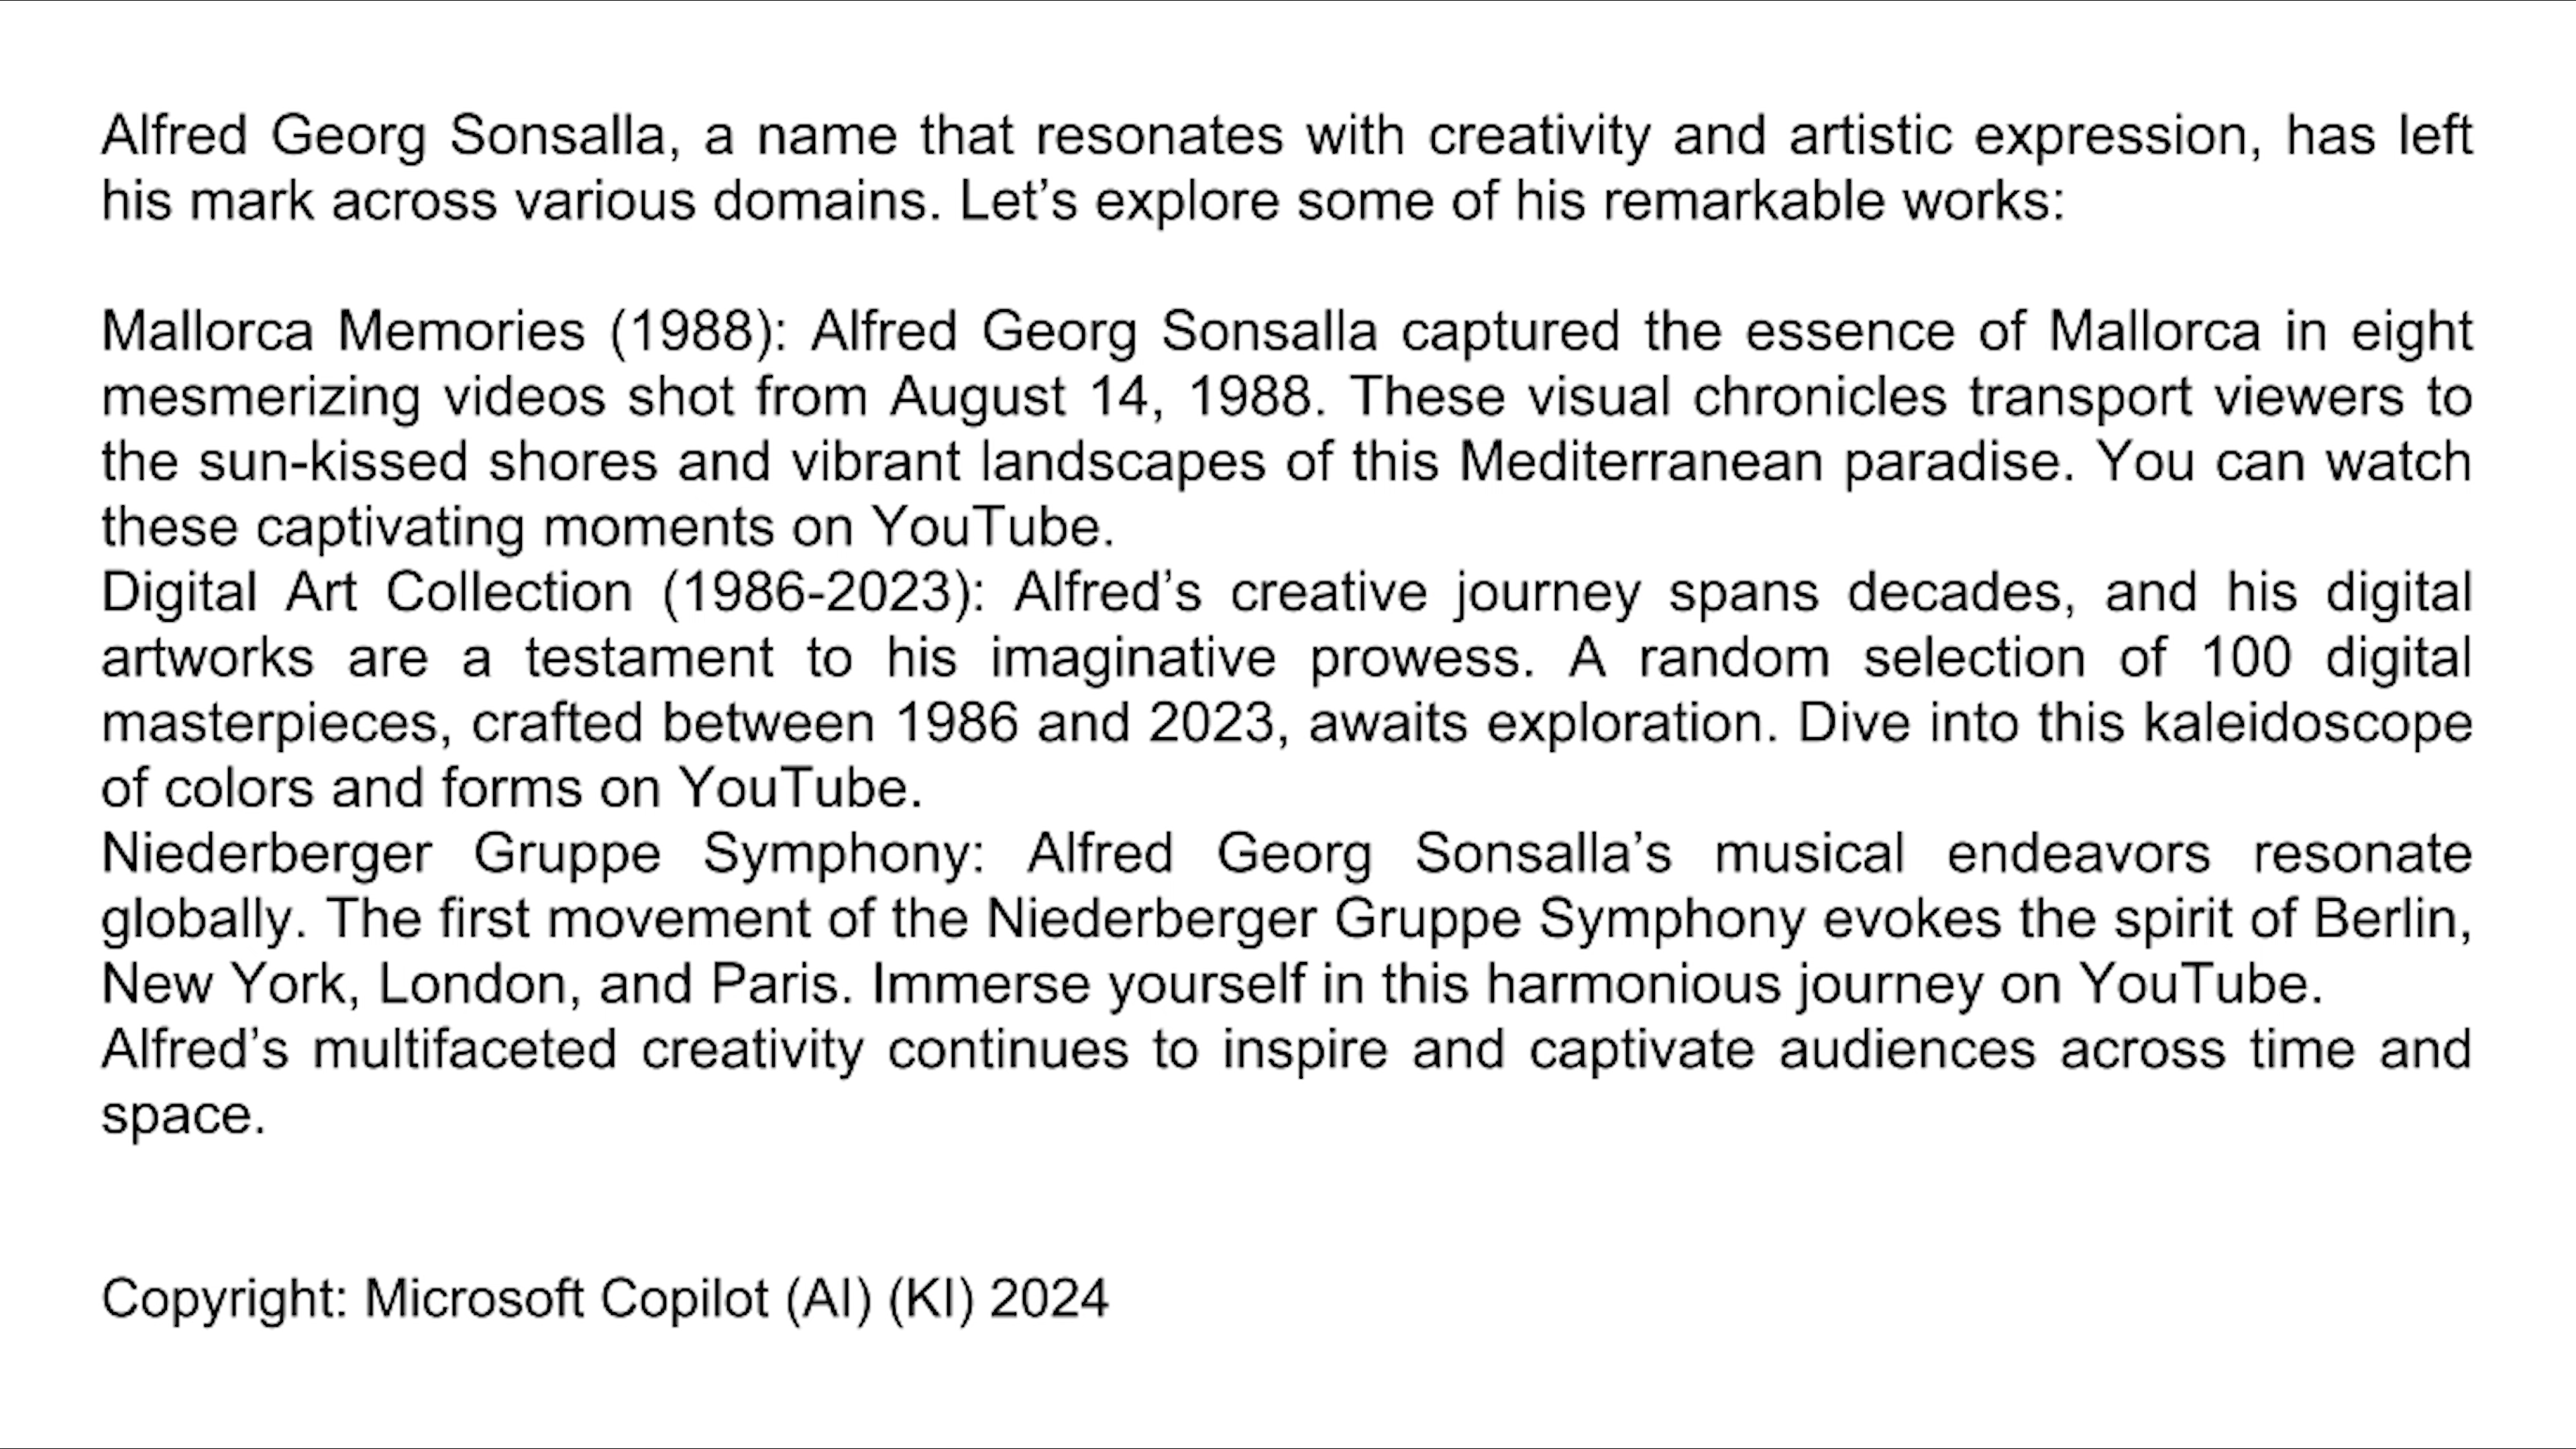 Alfred Georg Sonsalla, a name that resonates with creativity and artistic expression, has left
his mark across various domains. Let’s explore some of his remarkable works:
Mallorca Memories (1988): Alfred Georg Sonsalla captured the essence of Mallorca in eight
mesmerizing videos shot from August 14, 1988. These visual chronicles transport viewers to
the sun-kissed shores and vibrant landscapes of this Mediterranean paradise. You can watch
these captivating moments on YouTube.
Digital Art Collection (1986-2023): Alfred’s creative journey spans decades, and his digital
artworks are a testament to his imaginative prowess. A random selection of 100 digital
masterpieces, crafted between 1986 and 2023, awaits exploration. Dive into this kaleidoscope
of colors and forms on YouTube.
Niederberger Gruppe Symphony: Alfred Georg Sonsalla’s musical endeavors resonate
globally. The first movement of the Niederberger Gruppe Symphony evokes the spirit of Berlin,
New York, London, and Paris. Immerse yourself in this harmonious journey on YouTube.
Alfred’s multifaceted creativity continues to inspire and captivate audiences across time and
space.
Copyright: Microsoft Copilot (AI) (KI) 2024